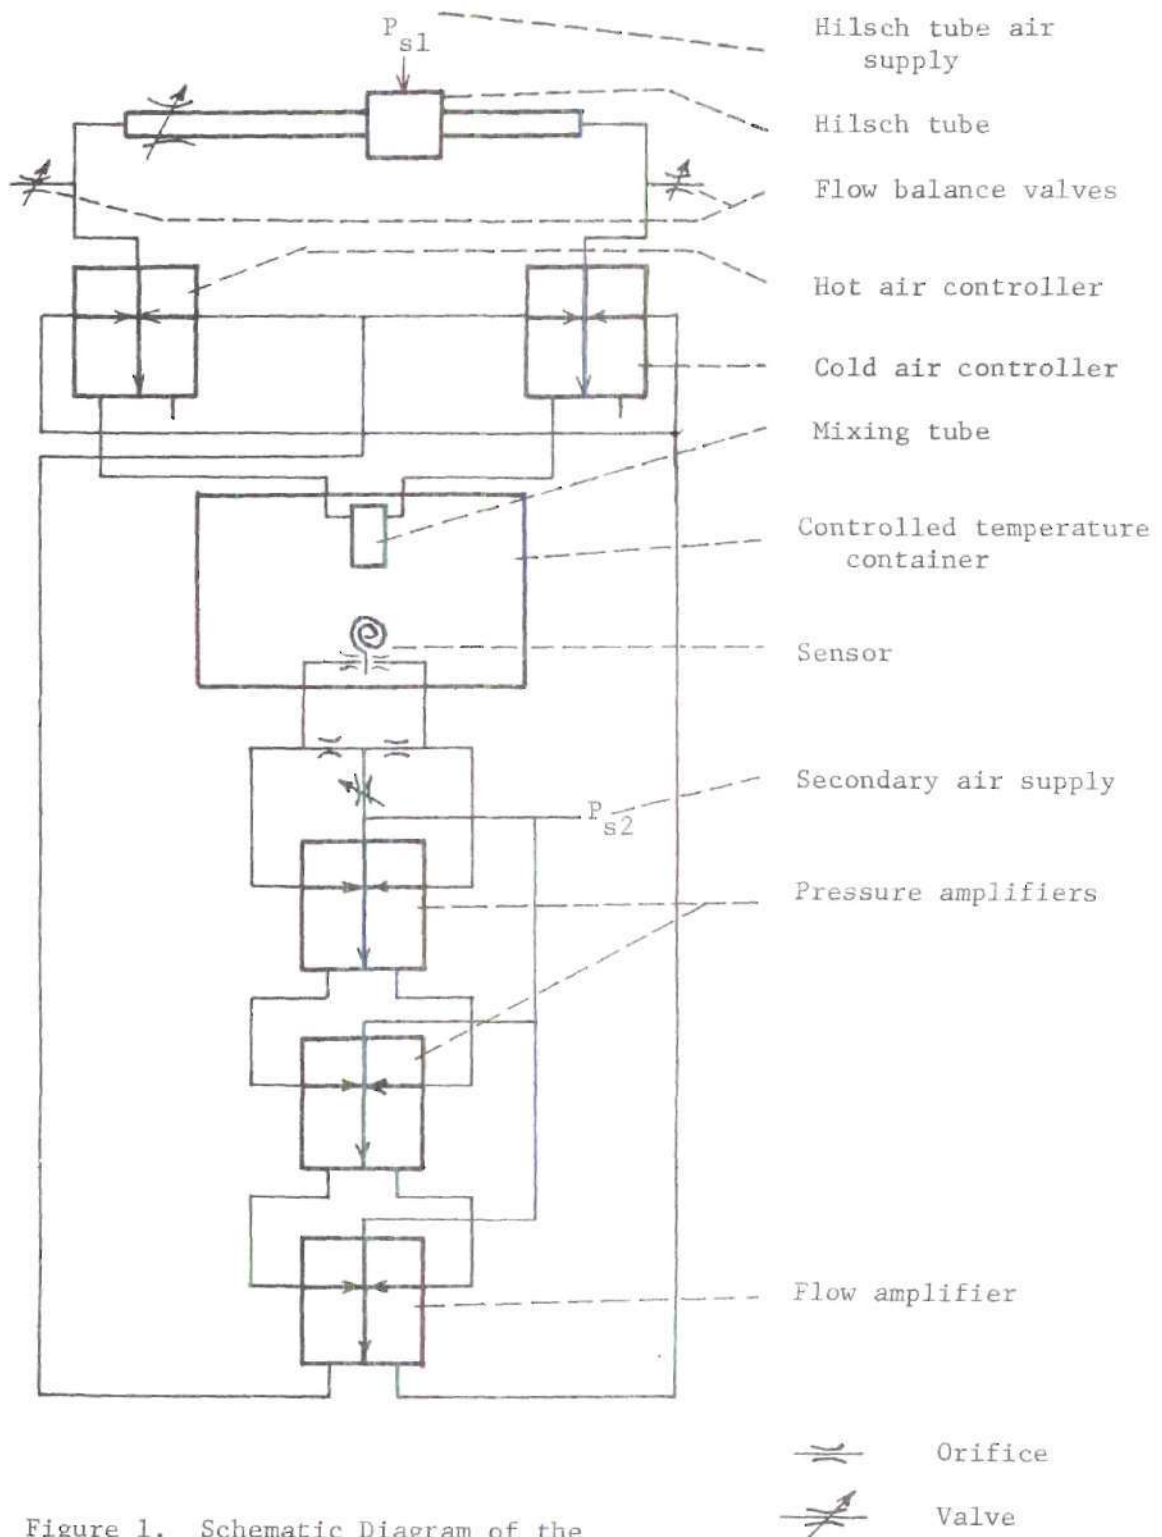 P
s1
Hilsch tube air
supply
Hilsch tube
Flow balance valves
Hot air controller
Cold air controller
Mixing tube
Controlled temperature
container
Sensor
Secondary air supply
P
s2
Pressure amplifiers
Flow amplifier
Orifice
Valve
Figure 1. Schematic Diagram of the